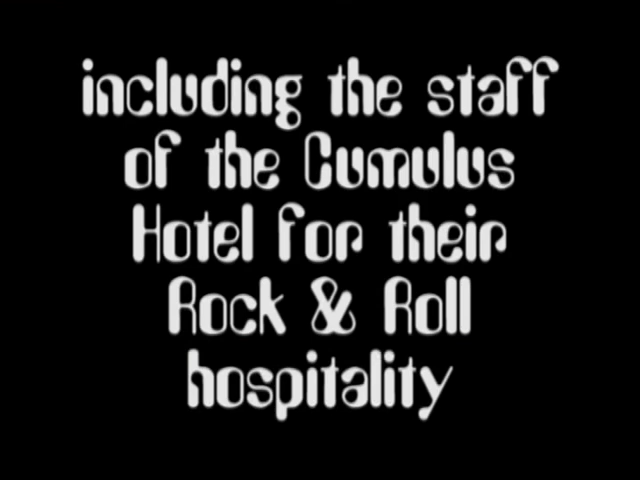 including the staff
of the Cumulus
Hotel for their
Rock & Roll
hospitality